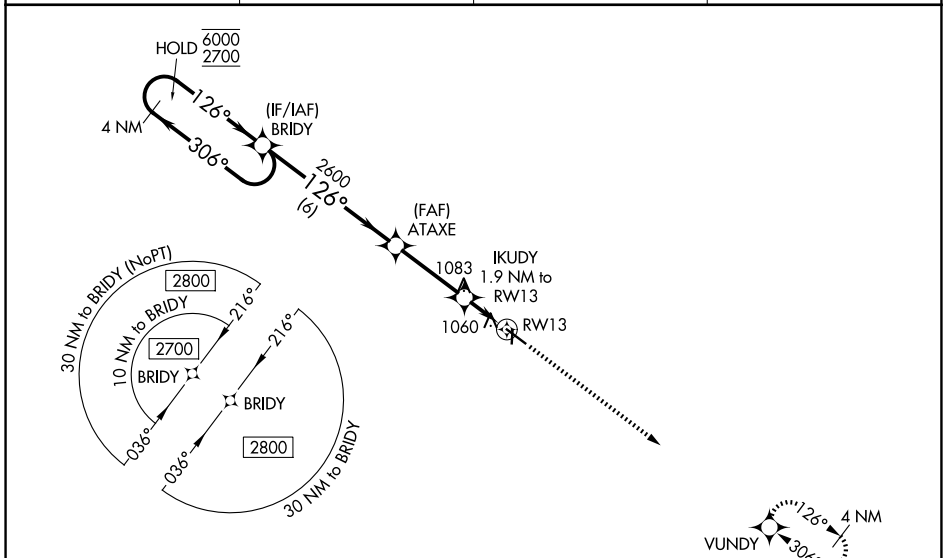 HOLD 6000
2700
126°
(IF/IAF)
BRIDY
4 NM
306°
2600
126°
(6)
(FAF)
ATAXE
1083
IKUDY
1.9 NM to
RW13
1060
RW13
30 NM to BRIDY (NoPT)
2800
10 NM to BRIDY
216°
2700
BRIDY
036°
216°
BRIDY
036°
2800
30 NM to BRIDY
126°
4 NM
VUNDY